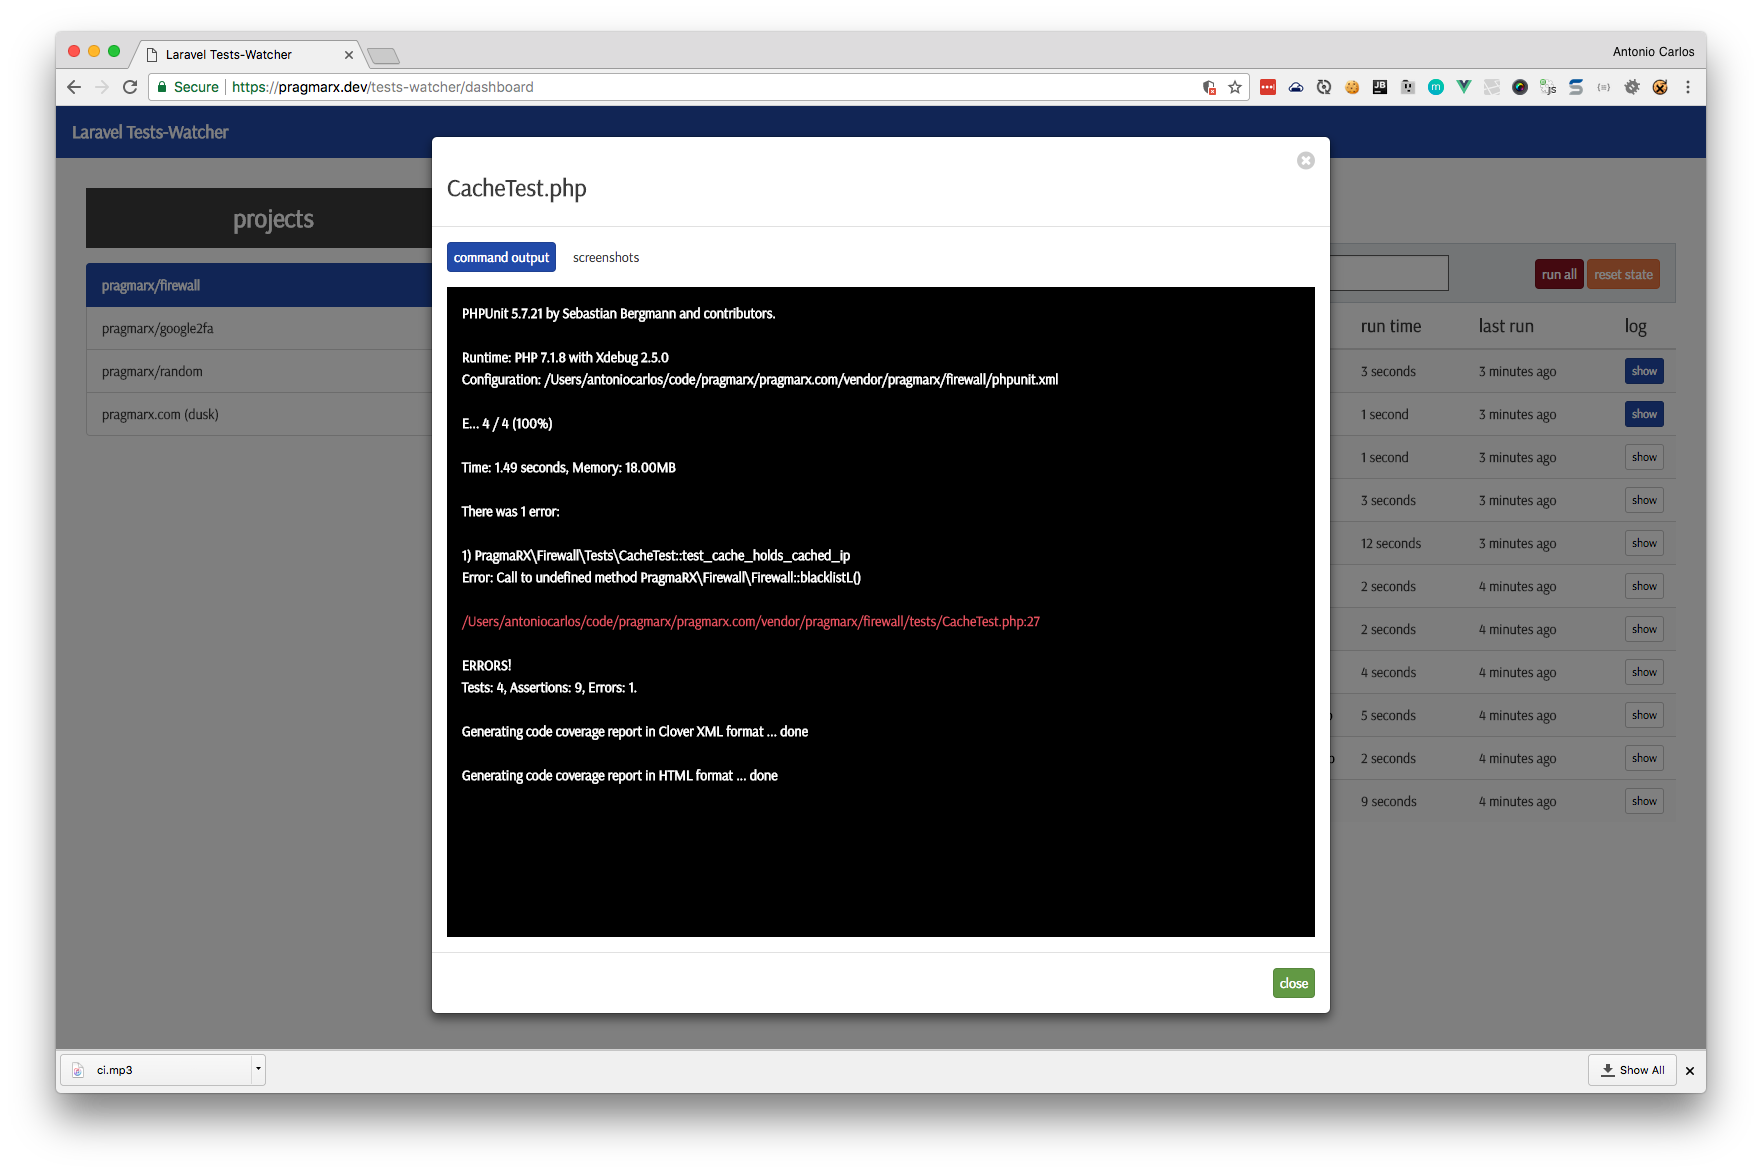 Laravel Tests-Watcher
Antonio Carlos
Secure https://pragmarx.dev/tests-watcher/dashboard
Laravel Tests-Watcher
projects
pragmarx/firewall
pragmarx/google2fa
pragmarx/random
pragmarx.com (dusk)
CacheTest.php
command output screenshots
PHPUnit 5.7.21 by Sebastian Bergmann and contributors.
Runtime: PHP 7.1.8 with Xdebug 2.5.0
Configuration: /Users/antoniocarlos/code/pragmarx/pragmarx.com/vendor/pragmarx/firewall/phpunit.xml
E... 4 / 4 (100%)
Time: 1.49 seconds, Memory: 18.00MB
There was 1 error:
1) PragmaRX\Firewall\Tests\CacheTest::test_cache_holds_cached_ip
Error: Call to undefined method PragmaRX\Firewall\Firewall::blacklistL()
/Users/antoniocarlos/code/pragmarx/pragmarx.com/vendor/pragmarx/firewall/tests/CacheTest.php:27
ERRORS!
Tests: 4, Assertions: 9, Errors: 1.
Generating code coverage report in Clover XML format ... done
Generating code coverage report in HTML format ... done
close
run all reset state
run time last run log
3 seconds 3 minutes ago show
1 second 3 minutes ago show
1 second 3 minutes ago show
3 seconds 3 minutes ago show
12 seconds 3 minutes ago show
2 seconds 4 minutes ago show
2 seconds 4 minutes ago show
4 seconds 4 minutes ago show
5 seconds 4 minutes ago show
2 seconds 4 minutes ago show
9 seconds 4 minutes ago show
ci.mp3
Show All